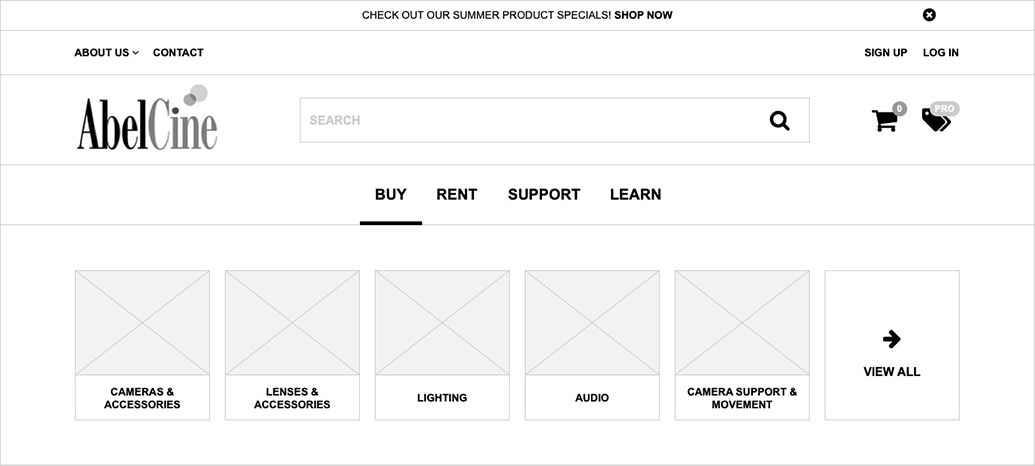 CHECK OUT OUR SUMMER PRODUCT SPECIALS! SHOP NOW
ABOUT US CONTACT SIGN UP LOG IN
AbelCine SEARCH 0 PRO
BUY RENT SUPPORT LEARN
CAMERAS &
ACCESSORIES
LENSES &
ACCESSORIES
LIGHTING
AUDIO
CAMERA SUPPORT &
MOVEMENT
VIEW ALL